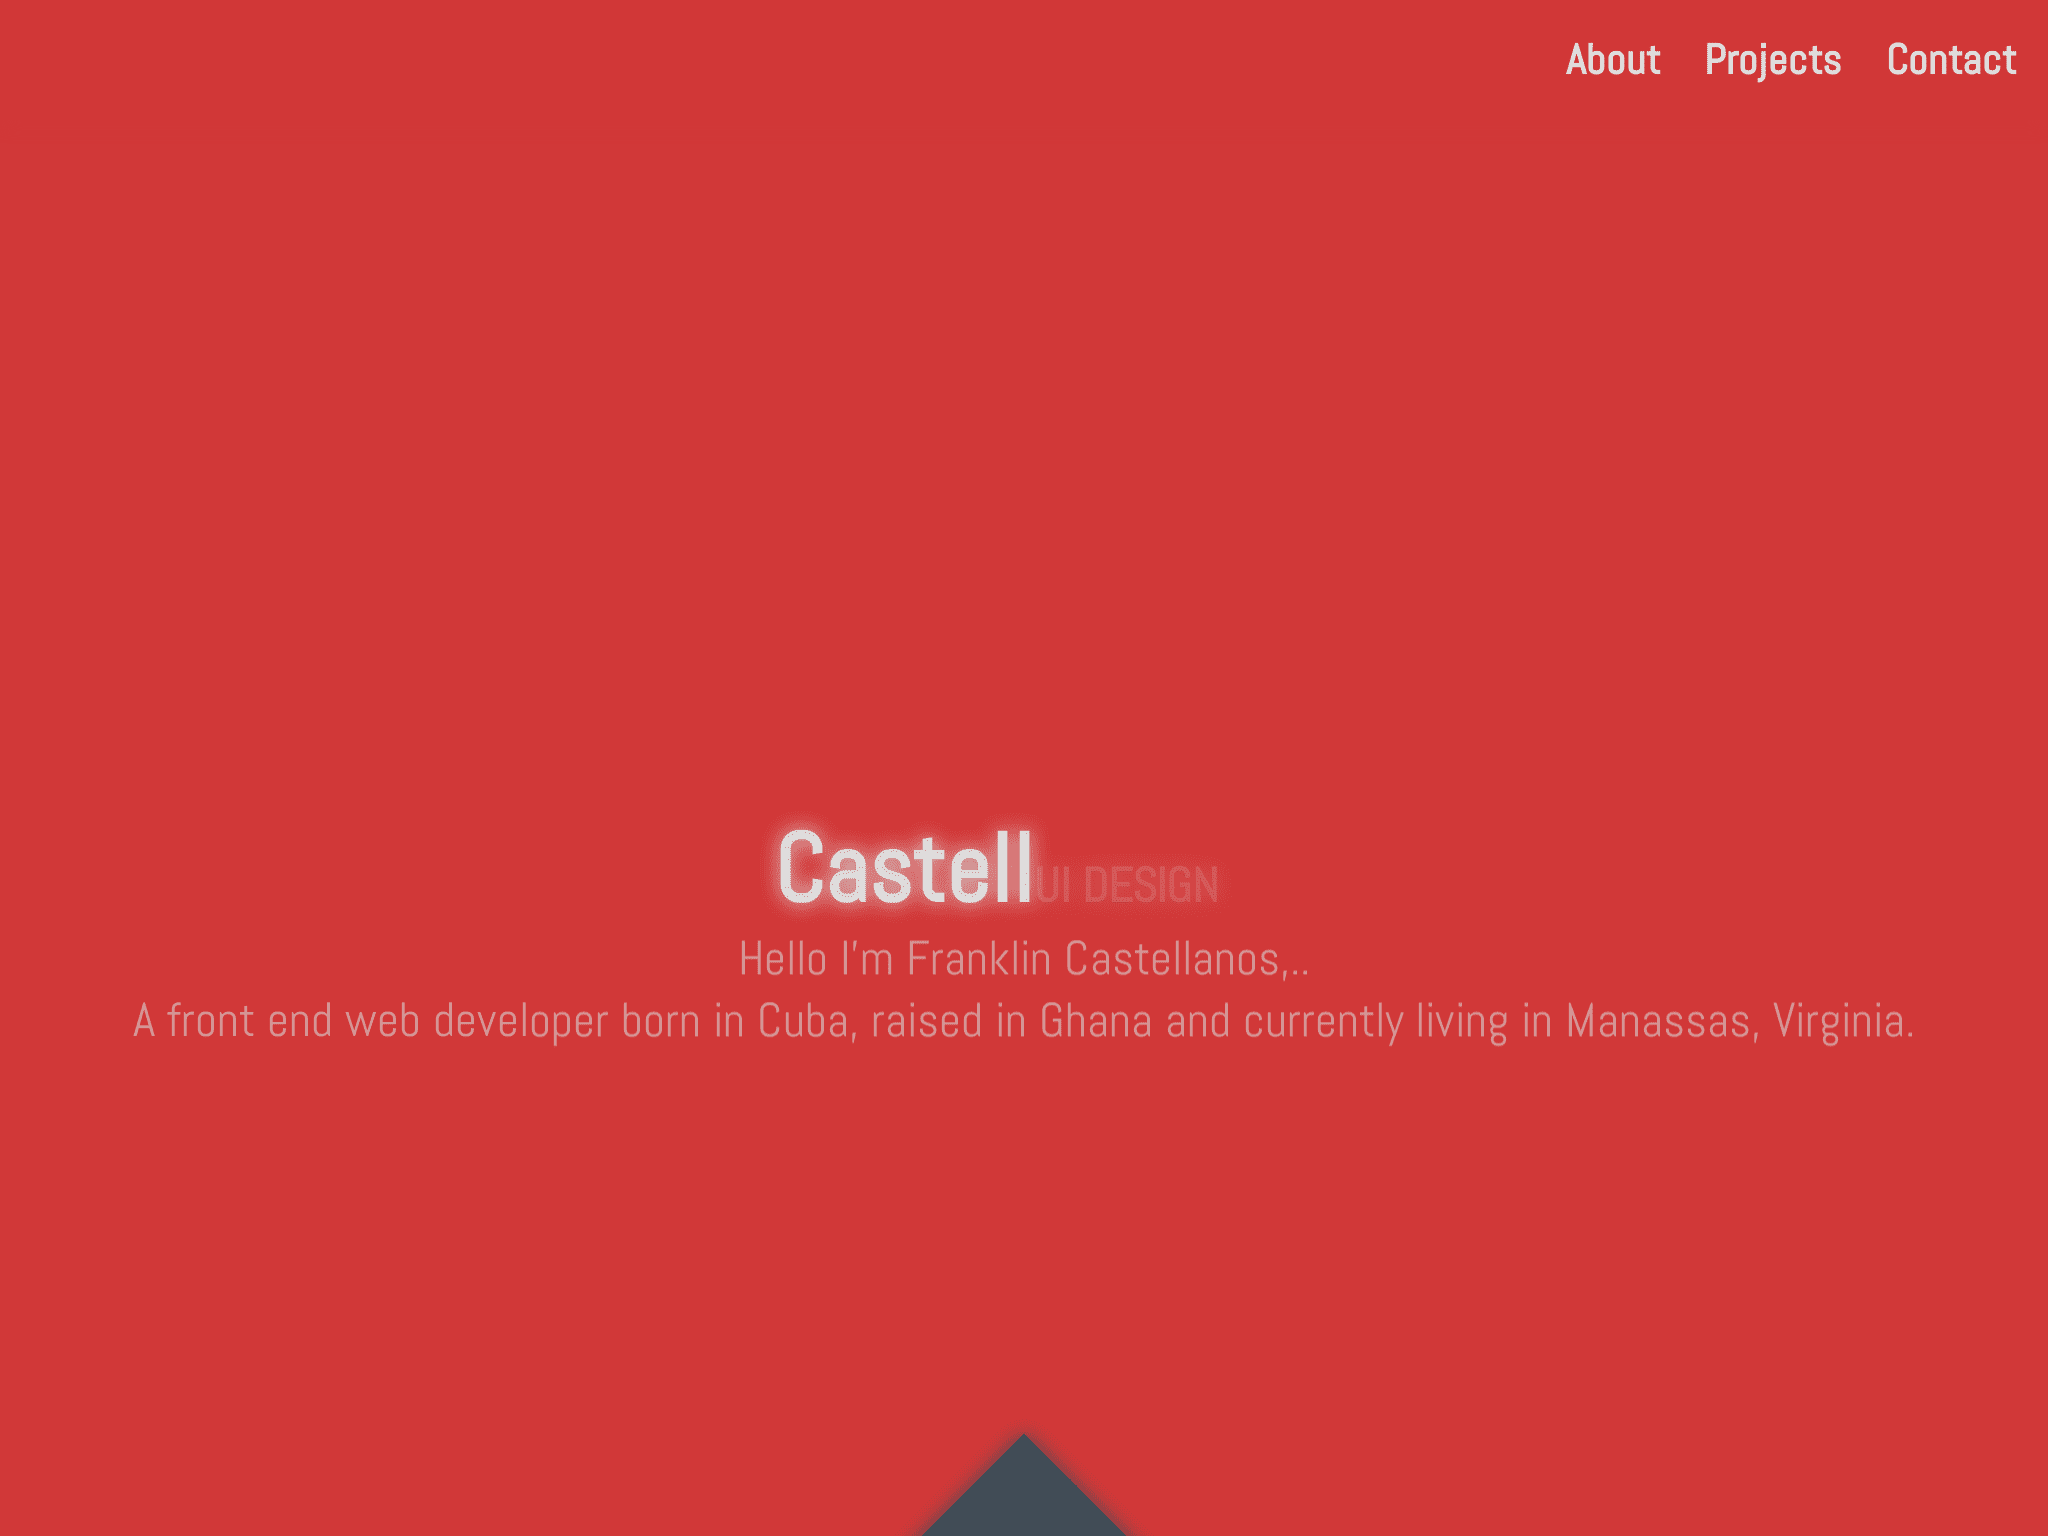 About Projects Contact
Castell UI DESIGN
Hello I'm Franklin Castellanos,..
A front end web developer born in Cuba, raised in Ghana and currently living in Manassas, Virginia.